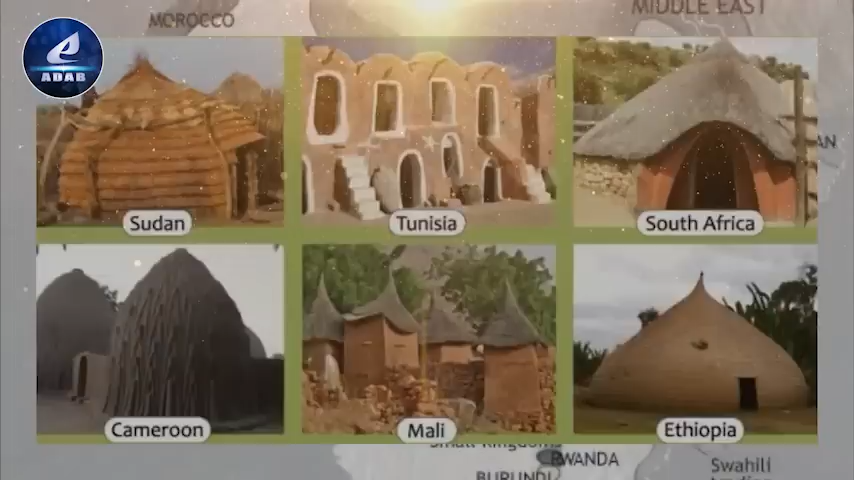 MOROCCO
MIDDLE EAST
e
ADAB
Sudan
Tunisia
South Africa
AN
Cameroon
Mali
Ethiopia
Small Kingdoms
RWANDA
BURUNDI
Swahili